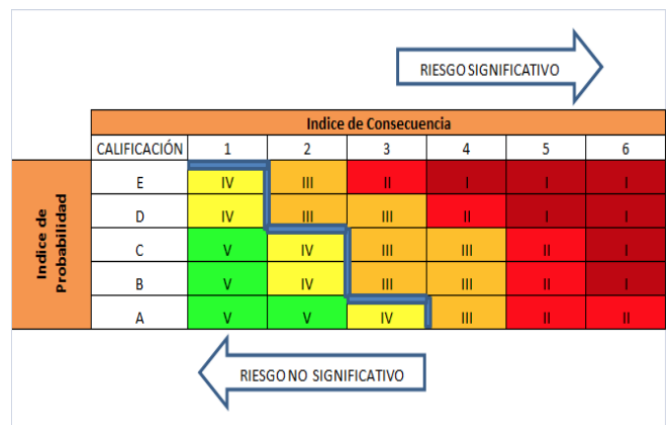 RIESGO SIGNIFICATIVO
Indice de Consecuencia
CALIFICACIÓN 1 2 3 4 5 6
Indice de
Probabilidad
E IV III II I I I
D IV III III II I I
C V IV III III II I
B V IV III III II I
A V V IV III II II
RIESGO NO SIGNIFICATIVO